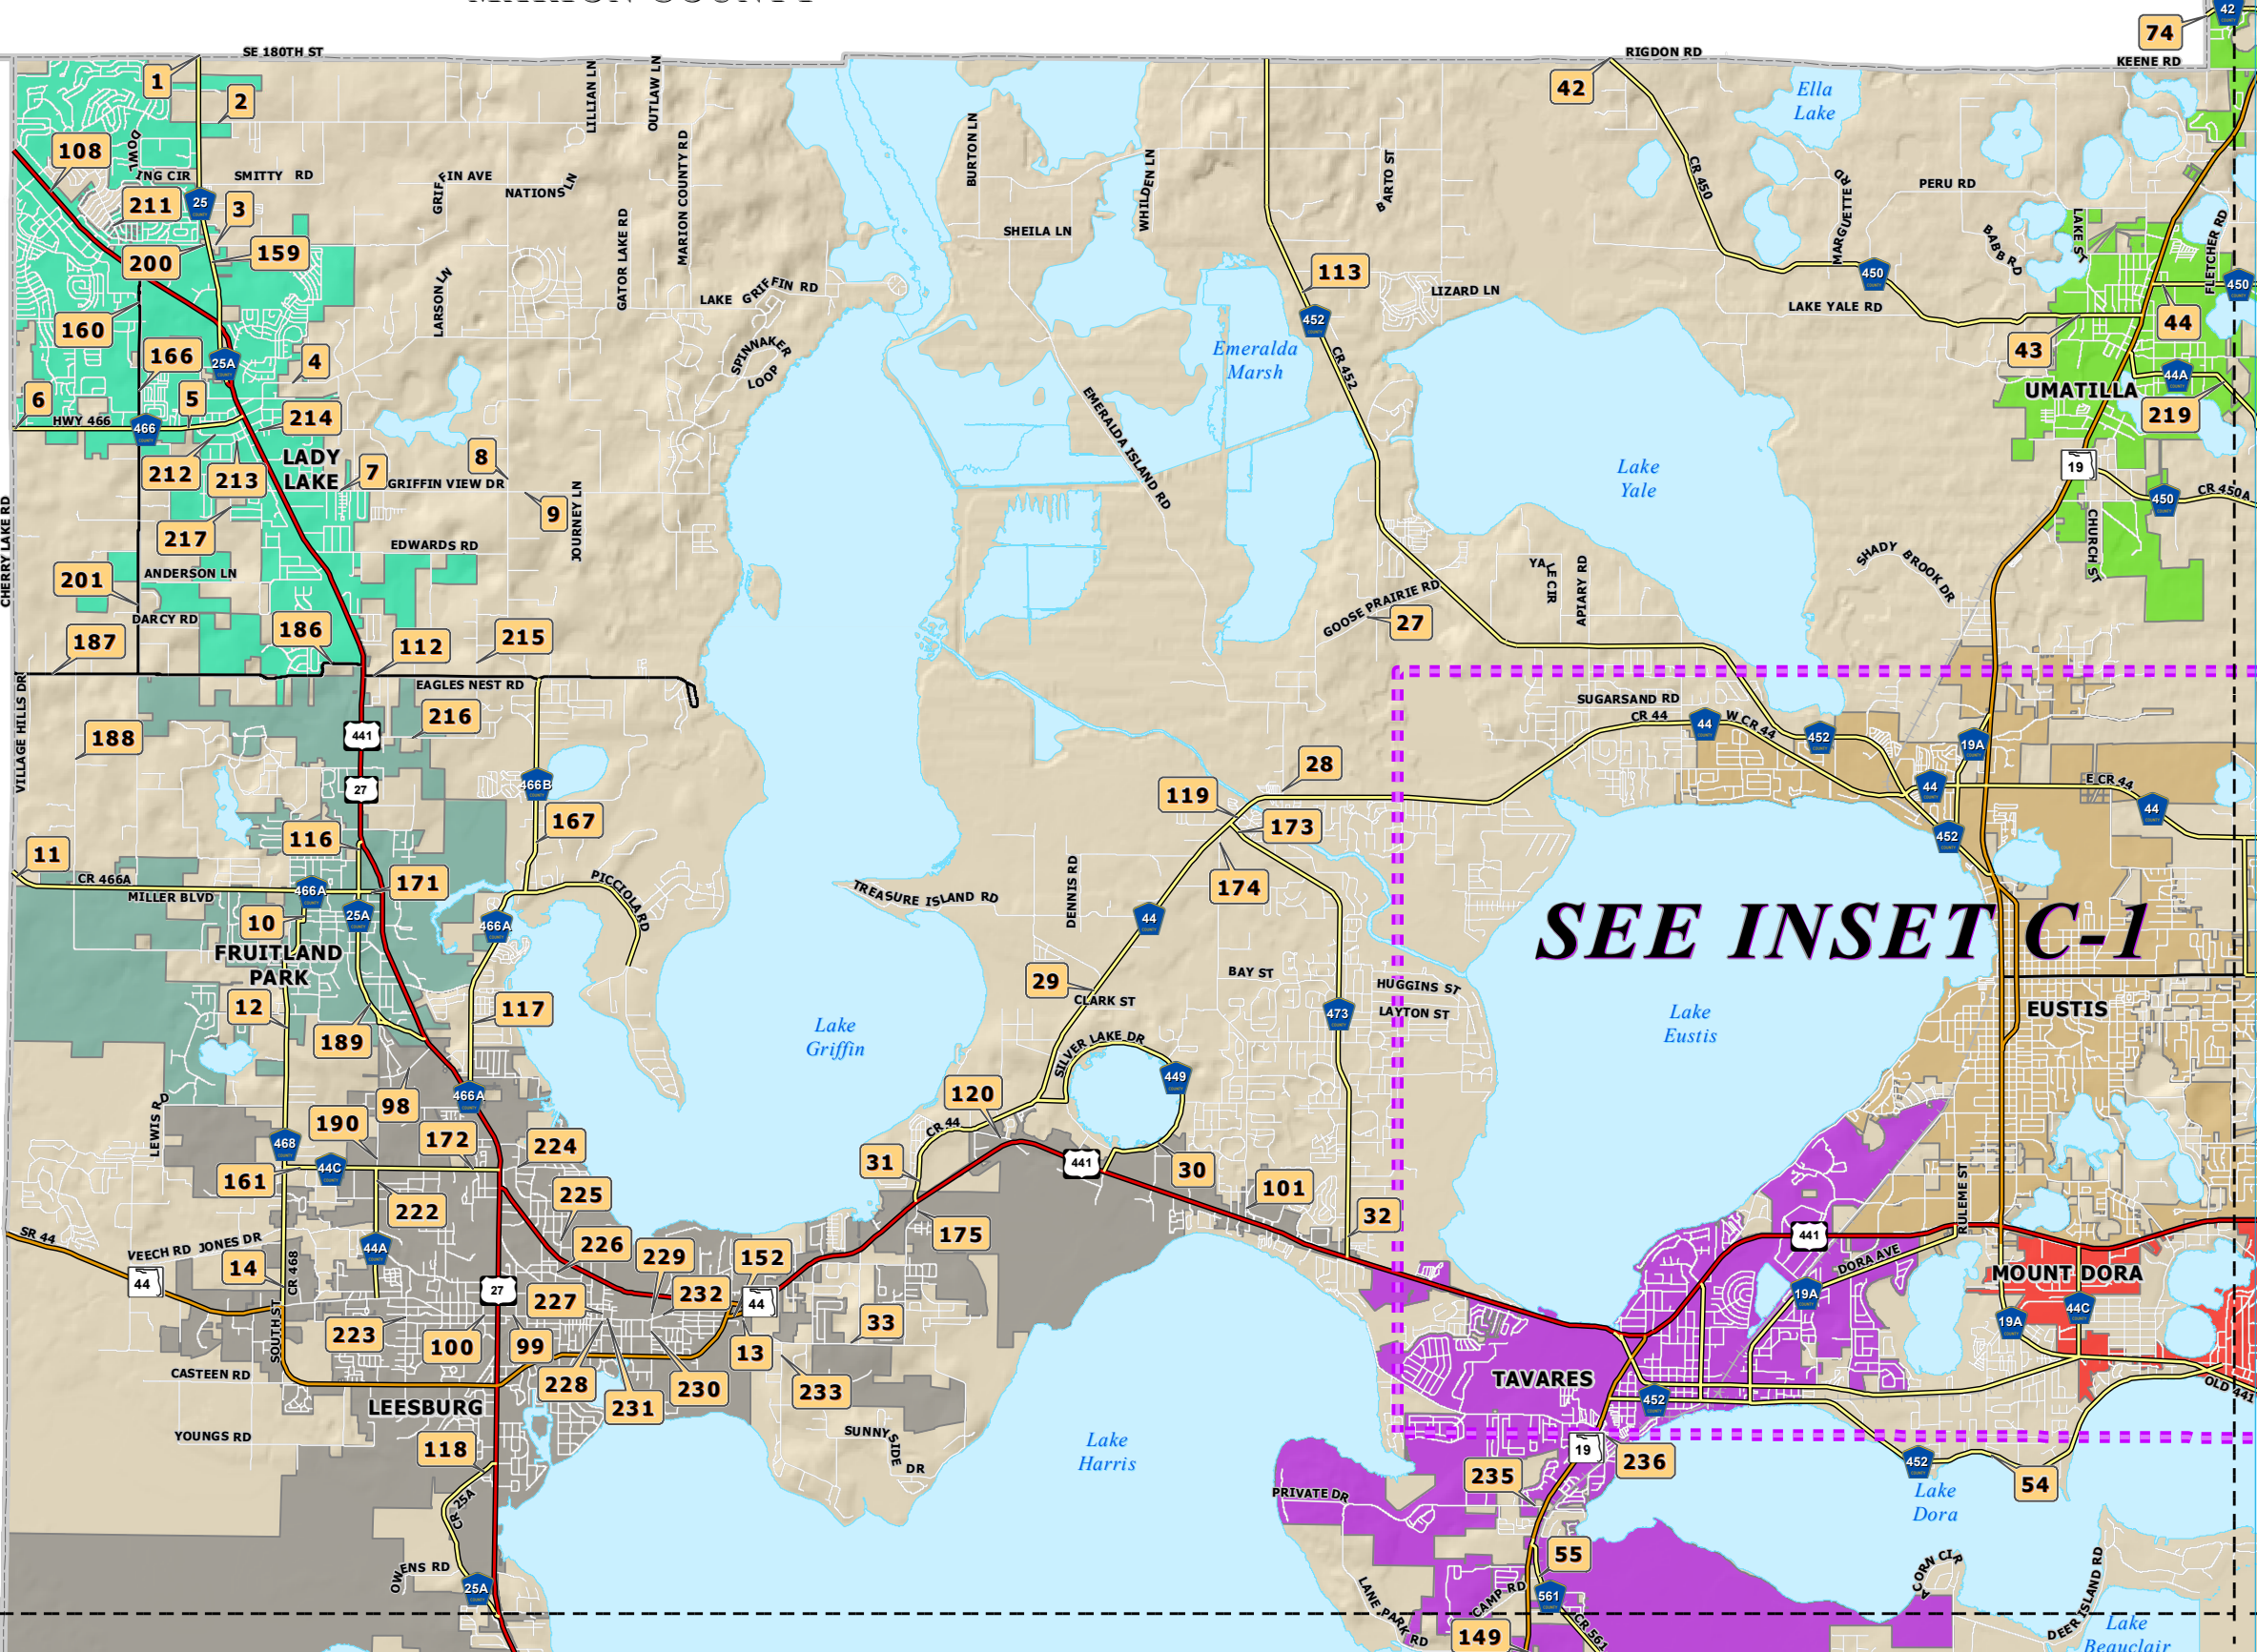 MARION COUNTY
SE 180TH ST
RIGDON RD
KEENE RD
74
42
1
2
42
108
DOWLING CIR
SMITTY RD
LILLIAN LN
OUTLAW LN
MARION COUNTY RD
GRIFFIN AVE
NATIONS LN
BURTON LN
WHILDEN LN
BARTO ST
CR 450
Ella
Lake
MARGUETTE RD
PERU RD
LAKE ST
BABB RD
FLETCHER RD
211
25
COUNTY
3
200
159
GATOR LAKE RD
SHEILA LN
113
LIZARD LN
450
450
LARSON LN
LAKE GRIFFIN RD
SPINNAKER
LOOP
160
166
25A
4
452
CR 452
LAKE YALE RD
43
44
Emeralda
Marsh
EMERALDA ISLAND RD
44A
219
UMATILLA
6
5
HWY 466
466
214
212
213
LADY
LAKE
7
8
GRIFFIN VIEW DR
9
JOURNEY LN
Lake
Yale
19
450
CR 450A
CHURCH ST
CHERRY LAKE RD
217
EDWARDS RD
201
ANDERSON LN
DARCY RD
YALE CIR
APIARY RD
SHADY BROOK DR
GOOSE PRAIRIE RD
27
187
186
112
215
EAGLES NEST RD
VILLAGE HILLS DR
188
441
216
27
466B
167
SUGARSAND RD
CR 44
44
W CR 44
452
19A
44
E CR 44
44
452
28
119
173
174
116
11
CR 466A
MILLER BLVD
466A
171
25A
10
466A
PICCIOLA RD
FRUITLAND
PARK
TREASURE ISLAND RD
DENNIS RD
44
SEE INSET C-1
12
189
117
29
CLARK ST
BAY ST
HUGGINS ST
LAYTON ST
473
Lake
Griffin
Lake
Eustis
EUSTIS
SILVER LAKE DR
449
98
466A
LEWIS RD
190
172
224
120
CR 44
31
441
30
468
44C
161
222
225
101
32
175
SR 44
VEECH RD
JONES DR
44
14
CR 468
44A
226
229
152
232
44
227
RULEME ST
441
DORA AVE
19A
MOUNT DORA
44C
19A
SOUTH ST
27
223
100
99
228
231
230
13
33
233
CASTEEN RD
LEESBURG
YOUNGS RD
118
SUNNYSIDE DR
TAVARES
452
OLD 441
Lake
Harris
19
236
235
452
54
Lake
Dora
PRIVATE DR
CR 25A
OWENS RD
25A
55
LANE PARK RD
CAMP RD
561
CR 561
149
ACORN CIR
DEER ISLAND RD
Lake
Beauclair